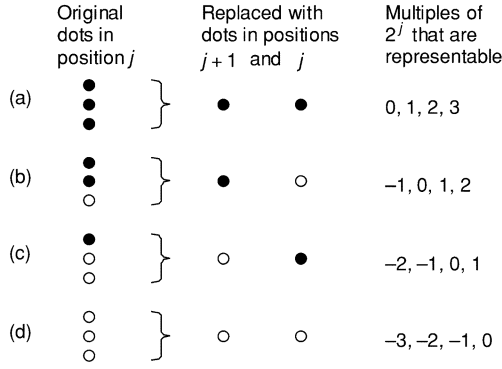 Original dots in position j
Replaced with dots in positions j + 1 and j
Multiples of 2^j that are representable
(a) 0, 1, 2, 3
(b) –1, 0, 1, 2
(c) –2, –1, 0, 1
(d) –3, –2, –1, 0